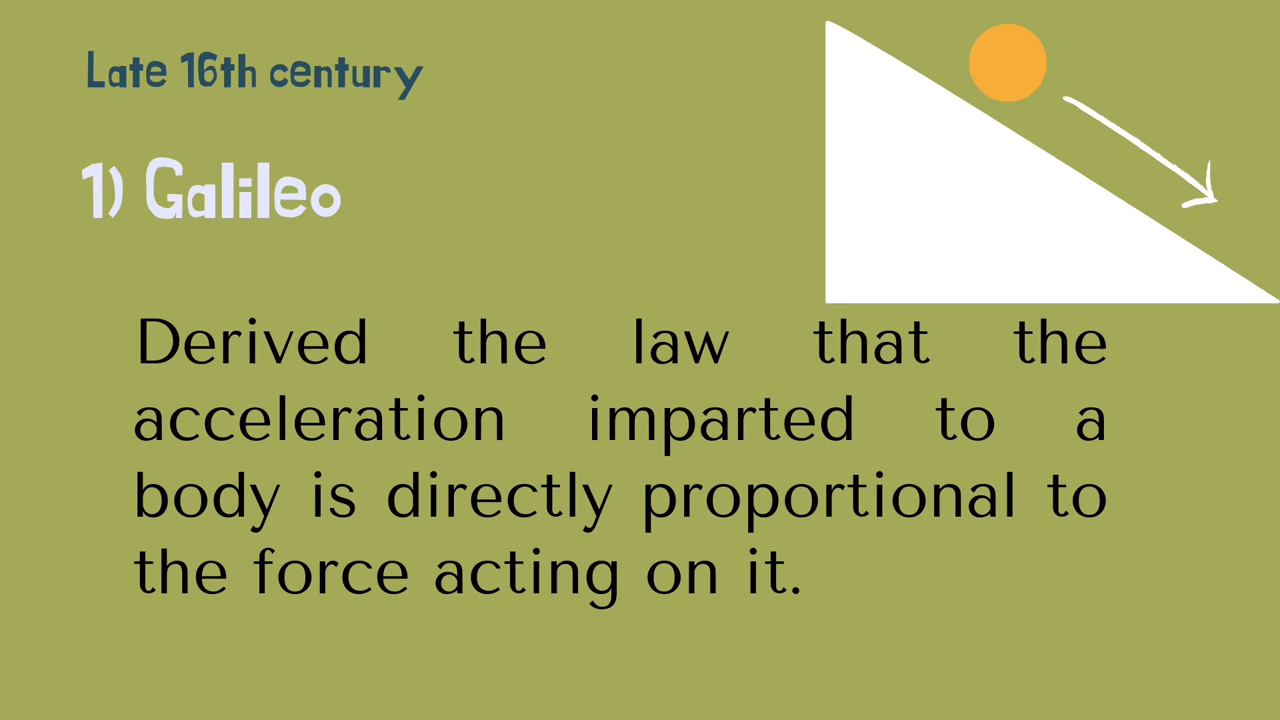 Late 16th century
1) Galileo
Derived the law that the
acceleration imparted to a
body is directly proportional to
the force acting on it.